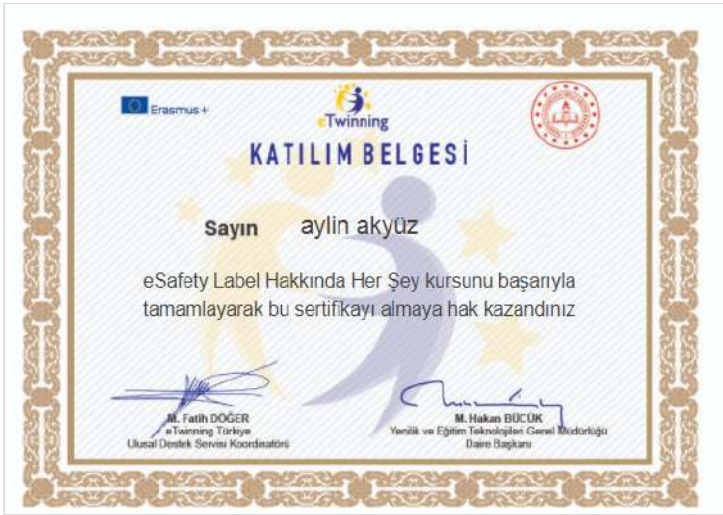 Erasmus +
eTwinning
KATILIM BELGESİ
Sayın aylin akyüz
eSafety Label Hakkında Her Şey kursunu başarıyla
tamamlayarak bu sertifikayı almaya hak kazandınız
M. Fatih DÖĞER
eTwinning Türkiye
Ulusal Destek Servisi Koordinatörü
M. Hakan BÜCÜK
Yenilik ve Eğitim Teknolojileri Genel Müdürlüğü
Daire Başkanı